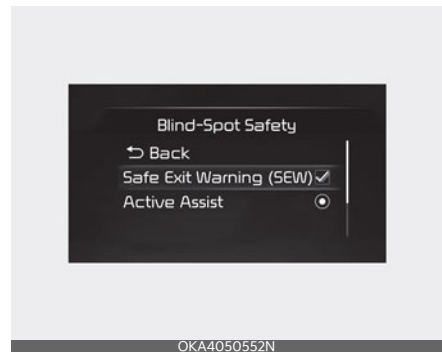 Blind-Spot Safety
Back
Safe Exit Warning (SEW)
Active Assist
OKA4050552N